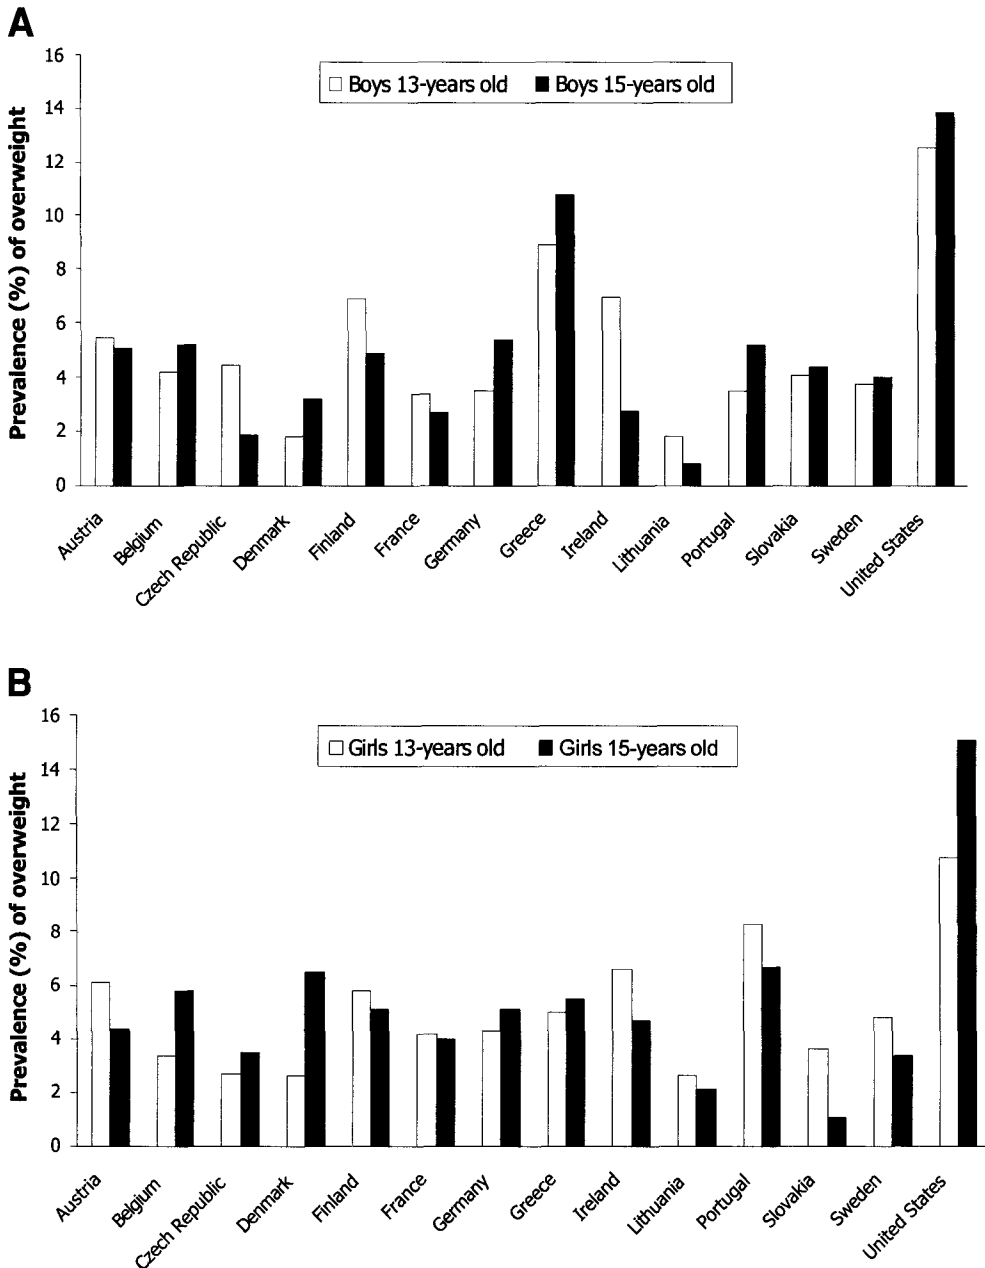 A
16
14
12
10
8
6
4
2
0
Prevalence (%) of overweight
Boys 13-years old Boys 15-years old
Austria
Belgium
Czech Republic
Denmark
Finland
France
Germany
Greece
Ireland
Lithuania
Portugal
Slovakia
Sweden
United States
B
16
14
12
10
8
6
4
2
0
Prevalence (%) of overweight
Girls 13-years old Girls 15-years old
Austria
Belgium
Czech Republic
Denmark
Finland
France
Germany
Greece
Ireland
Lithuania
Portugal
Slovakia
Sweden
United States